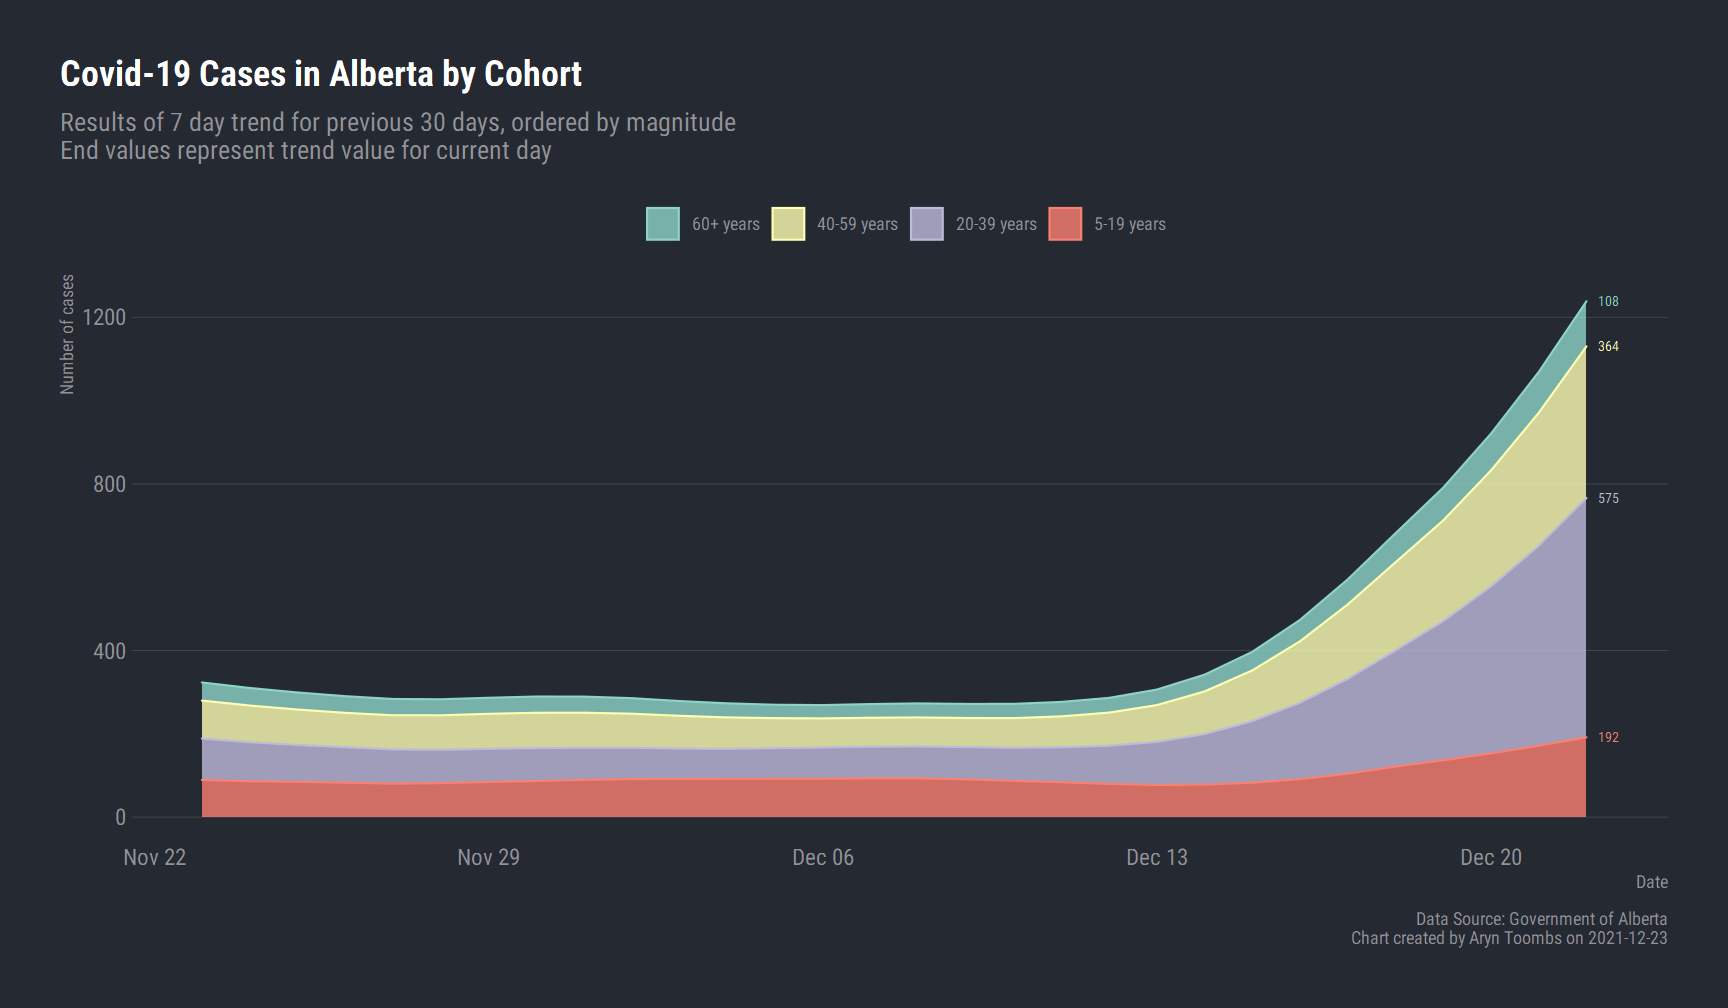 Covid-19 Cases in Alberta by Cohort
Results of 7 day trend for previous 30 days, ordered by magnitude
End values represent trend value for current day
60+ years
40-59 years
20-39 years
5-19 years
Number of cases
1200
800
400
0
108
364
575
192
Nov 22
Nov 29
Dec 06
Dec 13
Dec 20
Date
Data Source: Government of Alberta
Chart created by Aryn Toombs on 2021-12-23